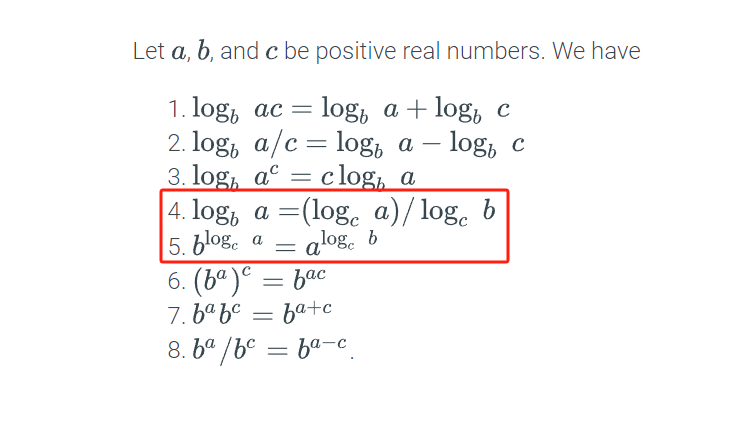 Let a, b, and c be positive real numbers. We have
1. log_b ac = log_b a + log_b c
2. log_b a/c = log_b a − log_b c
3. log_b a^c = c log_b a
4. log_b a =(log_c a)/ log_c b
5. b^{log_c a} = a^{log_c b}
6. (b^a)^c = b^{ac}
7. b^a b^c = b^{a+c}
8. b^a /b^c = b^{a−c}.